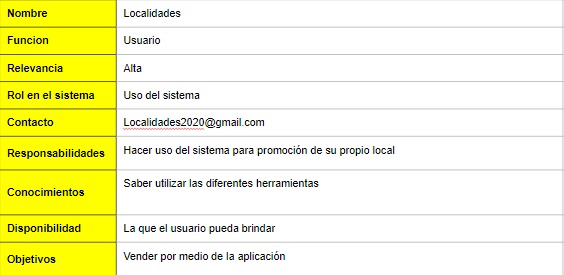 Nombre Localidades
Funcion Usuario
Relevancia Alta
Rol en el sistema Uso del sistema
Contacto Localidades2020@gmail.com
Responsabilidades Hacer uso del sistema para promoción de su propio local
Conocimientos Saber utilizar las diferentes herramientas
Disponibilidad La que el usuario pueda brindar
Objetivos Vender por medio de la aplicación